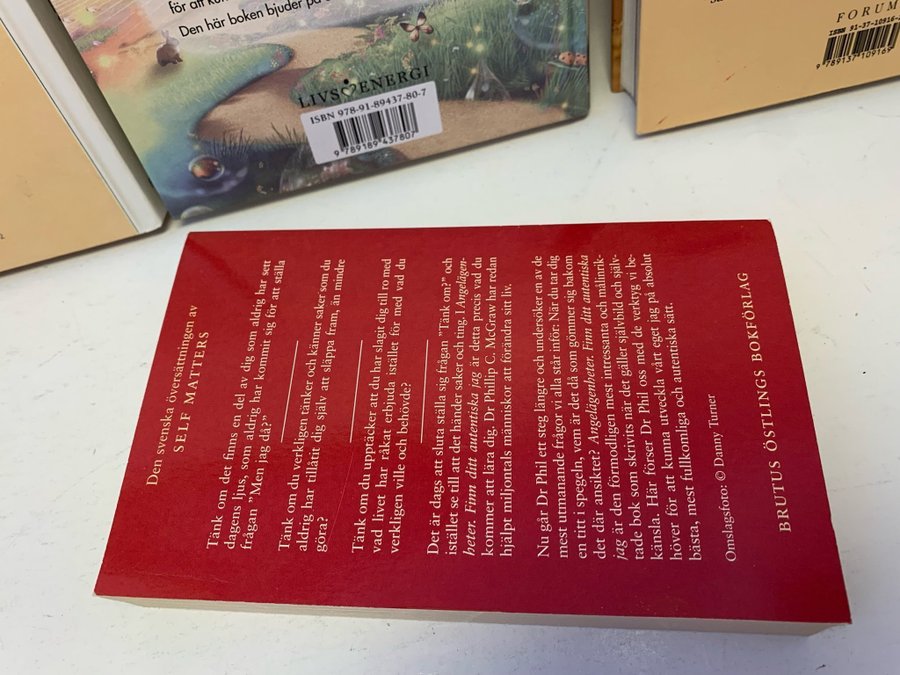 för att kun
Den här boken bjuder på
LIVS ENERGI
ISBN 978-91-89437-80-7
9 789189 437807
FORUM
ISBN 91-37-10916-
9 789137 109169
Den svenska översättningen av
SELF MATTERS
Tänk om det finns en del av dig som aldrig har sett
dagens ljus, som aldrig har kommit sig för att ställa
frågan ”Men jag då?”
Tänk om du verkligen tänker och känner saker som du
aldrig har tillåtit dig själv att släppa fram, än mindre
göra?
Tänk om du upptäcker att du har slagit dig till ro med
vad livet har råkat erbjuda istället för med vad du
verkligen ville och behövde?
Det är dags att sluta ställa sig frågan ”Tänk om?” och
istället se till att det händer saker och ting. I Angelägen-
heter. Finn ditt autentiska jag är detta precis vad du
kommer att lära dig. Dr Phillip C. McGraw har redan
hjälpt miljontals människor att förändra sitt liv.
Nu går Dr Phil ett steg längre och undersöker en av de
mest utmanande frågor vi alla står inför: När du tar dig
en titt i spegeln, vem är det då som gömmer sig bakom
det där ansiktet? Angelägenheter. Finn ditt autentiska
jag är den förmodligen mest intressanta och målinrik-
tade bok som skrivits när det gäller självbild och själv-
känsla. Här förser Dr Phil oss med de verktyg vi be-
höver för att kunna utveckla vårt eget jag på absolut
bästa, mest fullkomliga och autentiska sätt.
Omslagsfoto: © Danny Turner
BRUTUS ÖSTLINGS BOKFÖRLAG